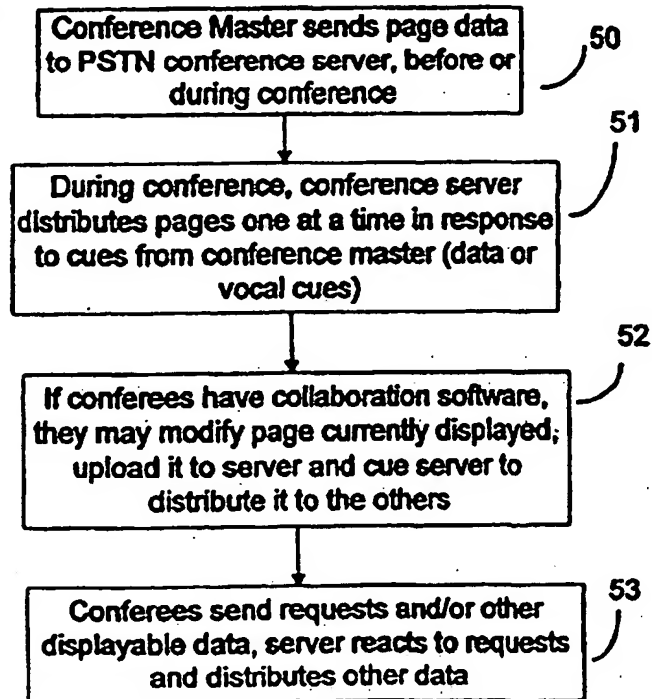 Conference Master sends page data
to PSTN conference server, before or
during conference
50
51
During conference, conference server
distributes pages one at a time in response
to cues from conference master (data or
vocal cues)
52
If conferees have collaboration software,
they may modify page currently displayed,
upload it to server and cue server to
distribute it to the others
53
Conferees send requests and/or other
displayable data, server reacts to requests
and distributes other data